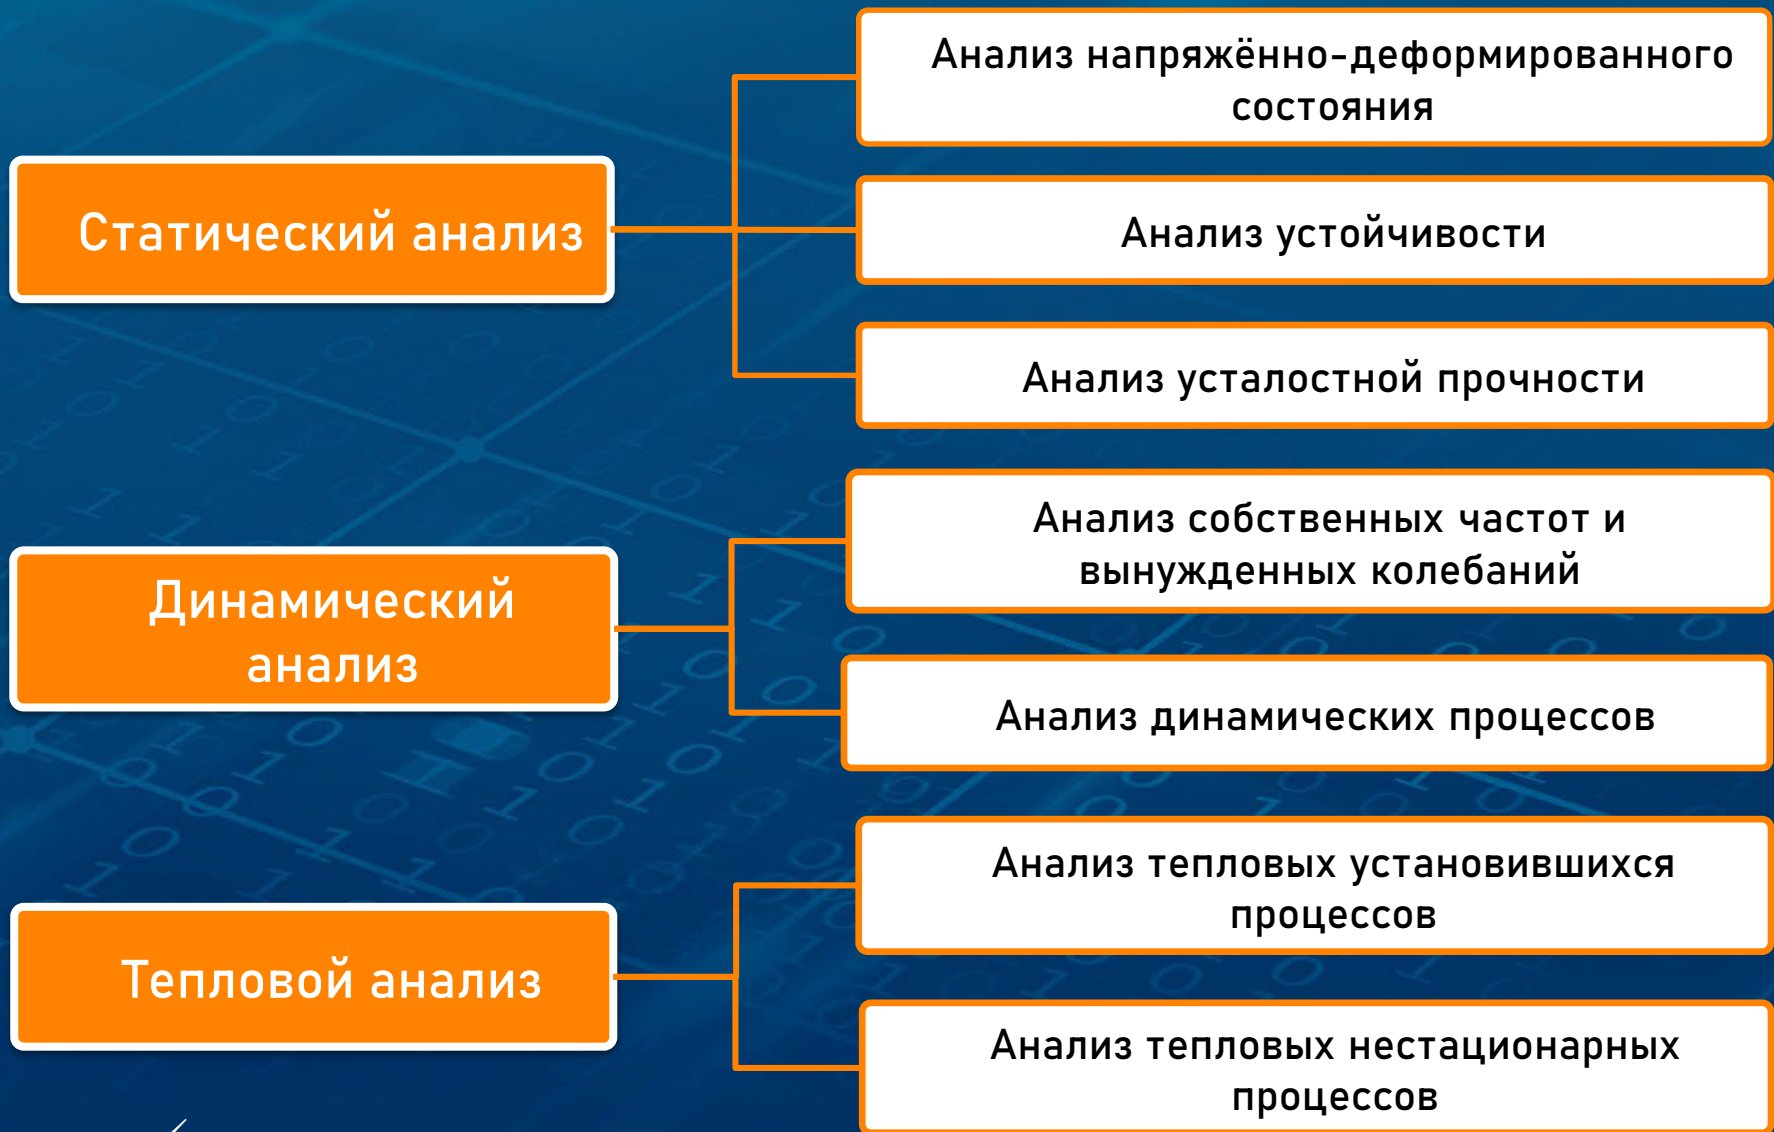 Статический анализ
Анализ напряжённо-деформированного
состояния
Анализ устойчивости
Анализ усталостной прочности
Динамический
анализ
Анализ собственных частот и
вынужденных колебаний
Анализ динамических процессов
Тепловой анализ
Анализ тепловых установившихся
процессов
Анализ тепловых нестационарных
процессов